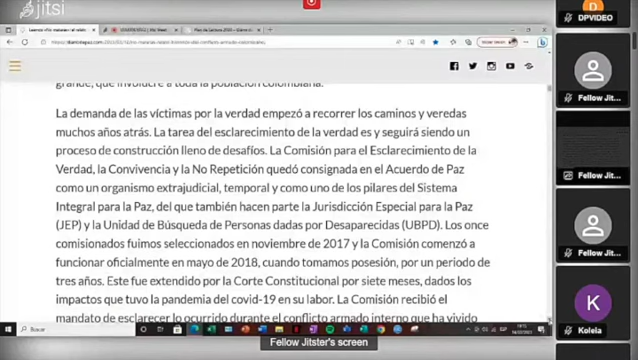 jitsi
DPVIDEO
grande, que involucre a toda la población colombiana.
La demanda de las víctimas por la verdad empezó a recorrer los caminos y veredas
muchos años atrás. La tarea del esclarecimiento de la verdad es y seguirá siendo un
proceso de construcción lleno de desafíos. La Comisión para el Esclarecimiento de la
Verdad, la Convivencia y la No Repetición quedó consignada en el Acuerdo de Paz
como un organismo extrajudicial, temporal y como uno de los pilares del Sistema
Integral para la Paz, del que también hacen parte la Jurisdicción Especial para la Paz
(JEP) y la Unidad de Búsqueda de Personas dadas por Desaparecidas (UBPD). Los once
comisionados fuimos seleccionados en noviembre de 2017 y la Comisión comenzó a
funcionar oficialmente en mayo de 2018, cuando tomamos posesión, por un periodo de
tres años. Este fue extendido por la Corte Constitucional por siete meses, dados los
impactos que tuvo la pandemia del covid-19 en su labor. La Comisión recibió el
mandato de esclarecer lo ocurrido durante el conflicto armado interno que ha vivido
Buscar
Fellow Jitster's screen
Fellow Jit
Fellow Jit
Fellow Jit
K
Koleia